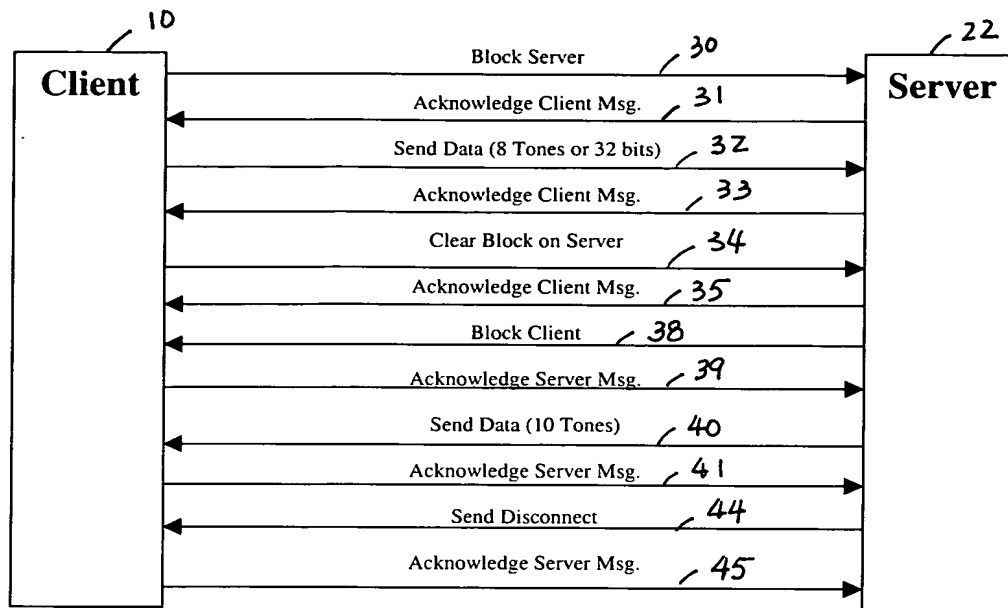 10
22
Client
Server
Block Server 30
Acknowledge Client Msg. 31
Send Data (8 Tones or 32 bits) 32
Acknowledge Client Msg. 33
Clear Block on Server 34
Acknowledge Client Msg. 35
Block Client 38
Acknowledge Server Msg. 39
Send Data (10 Tones) 40
Acknowledge Server Msg. 41
Send Disconnect 44
Acknowledge Server Msg. 45